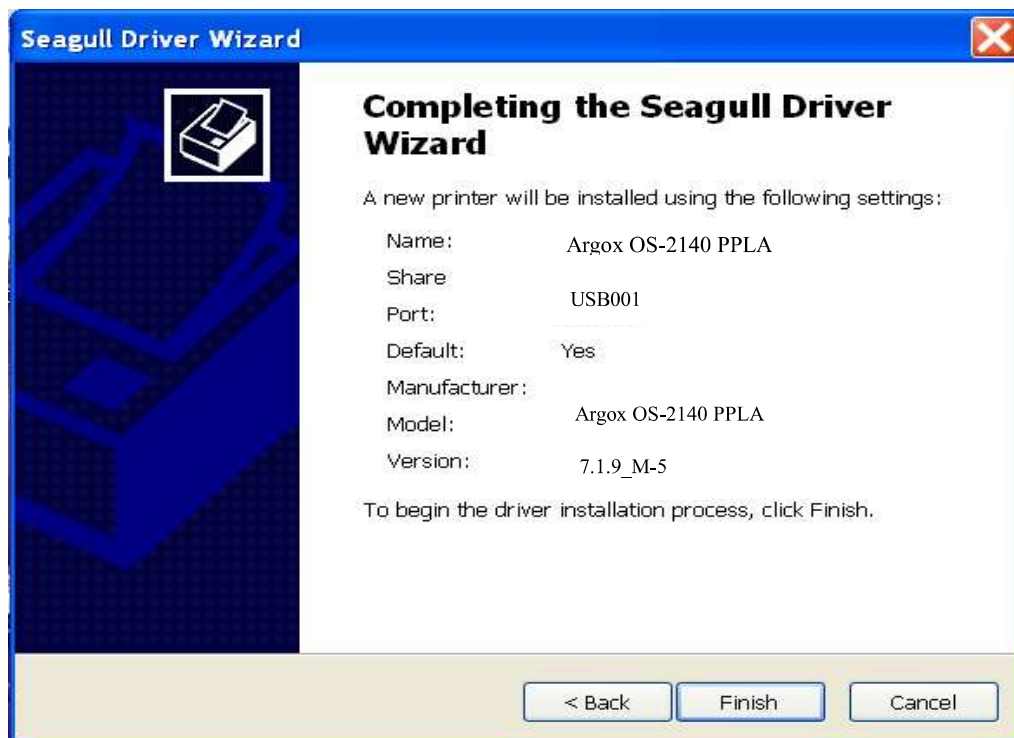 Seagull Driver Wizard
Completing the Seagull Driver
Wizard
A new printer will be installed using the following settings:
Name: Argox OS-2140 PPLA
Share
Port: USB001
Default: Yes
Manufacturer:
Model: Argox OS-2140 PPLA
Version: 7.1.9_M-5
To begin the driver installation process, click Finish.
< Back Finish Cancel